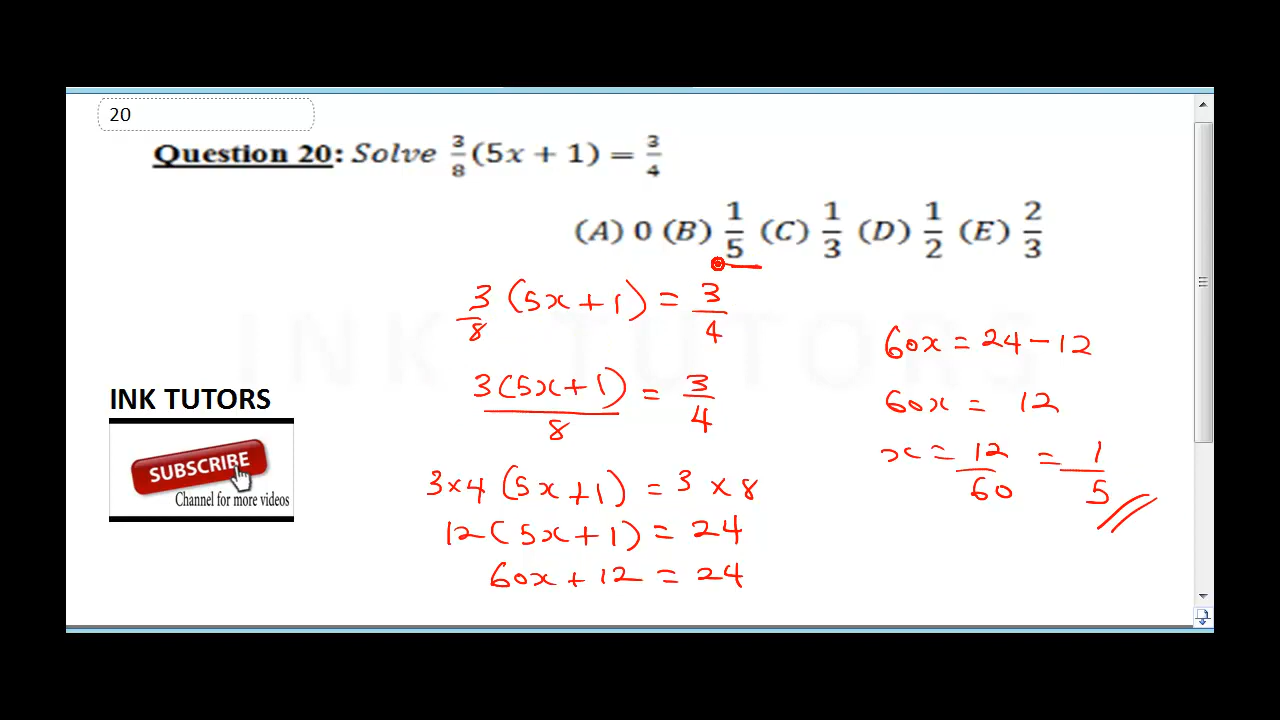 20
Question 20: Solve 3/8 (5x + 1) = 3/4
(A) 0 (B) 1/5 (C) 1/3 (D) 1/2 (E) 2/3
3/8 (5x + 1) = 3/4
3(5x + 1)/8 = 3/4
3×4 (5x + 1) = 3 × 8
12 (5x + 1) = 24
60x + 12 = 24
60x = 24 − 12
60x = 12
x = 12/60 = 1/5
INK TUTORS
INK TUTORS
SUBSCRIBE
Channel for more videos